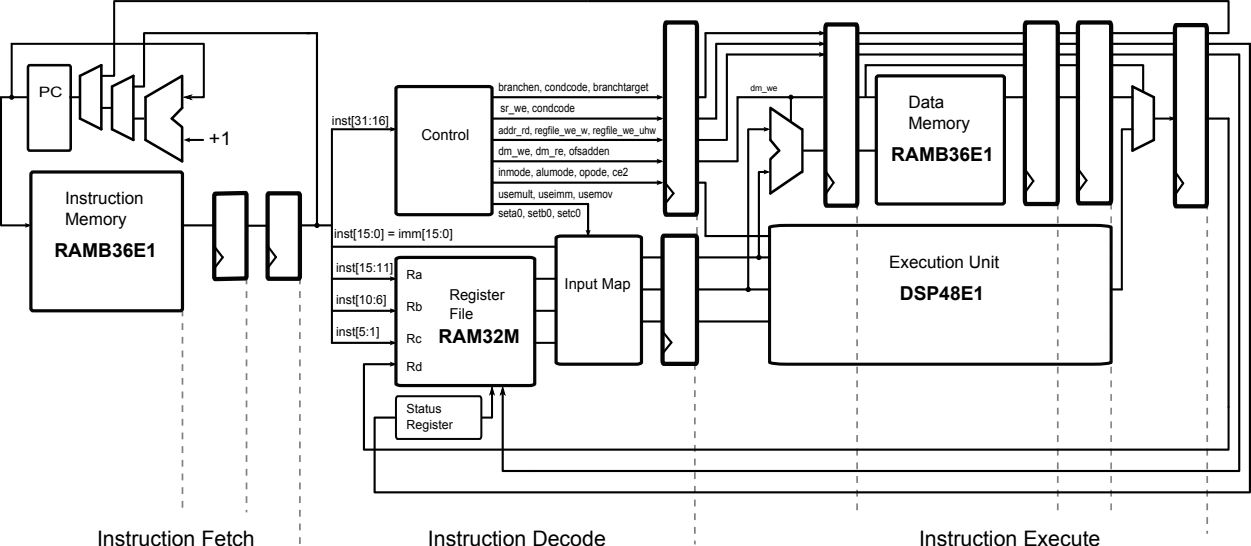 PC
+1
Instruction
Memory
RAMB36E1
inst[31:16]
Control
branchen, condcode, branchtarget
sr_we, condcode
addr_rd, regfile_we_w, regfile_we_uhw
dm_we, dm_re, ofsadden
inmode, alumode, opode, ce2
usemult, useimm, usemov
seta0, setb0, setc0
inst[15:0] = imm[15:0]
inst[15:11]
inst[10:6]
inst[5:1]
Ra
Rb
Rc
Rd
Register
File
RAM32M
Input Map
Status
Register
dm_we
Data
Memory
RAMB36E1
Execution Unit
DSP48E1
Instruction Fetch
Instruction Decode
Instruction Execute